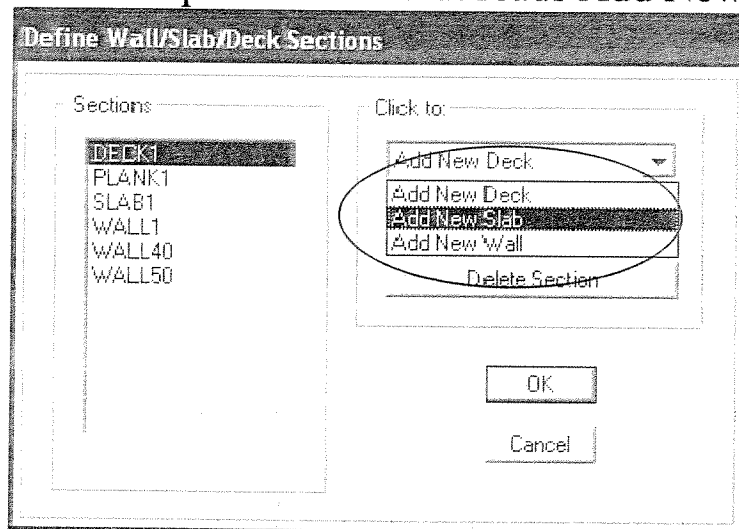 Define Wall/Slab/Deck Sections
Sections
DECK1
PLANK1
SLAB1
WALL1
WALL40
WALL50
Click to:
Add New Deck
Add New Deck
Add New Slab
Add New Wall
Delete Section
OK
Cancel